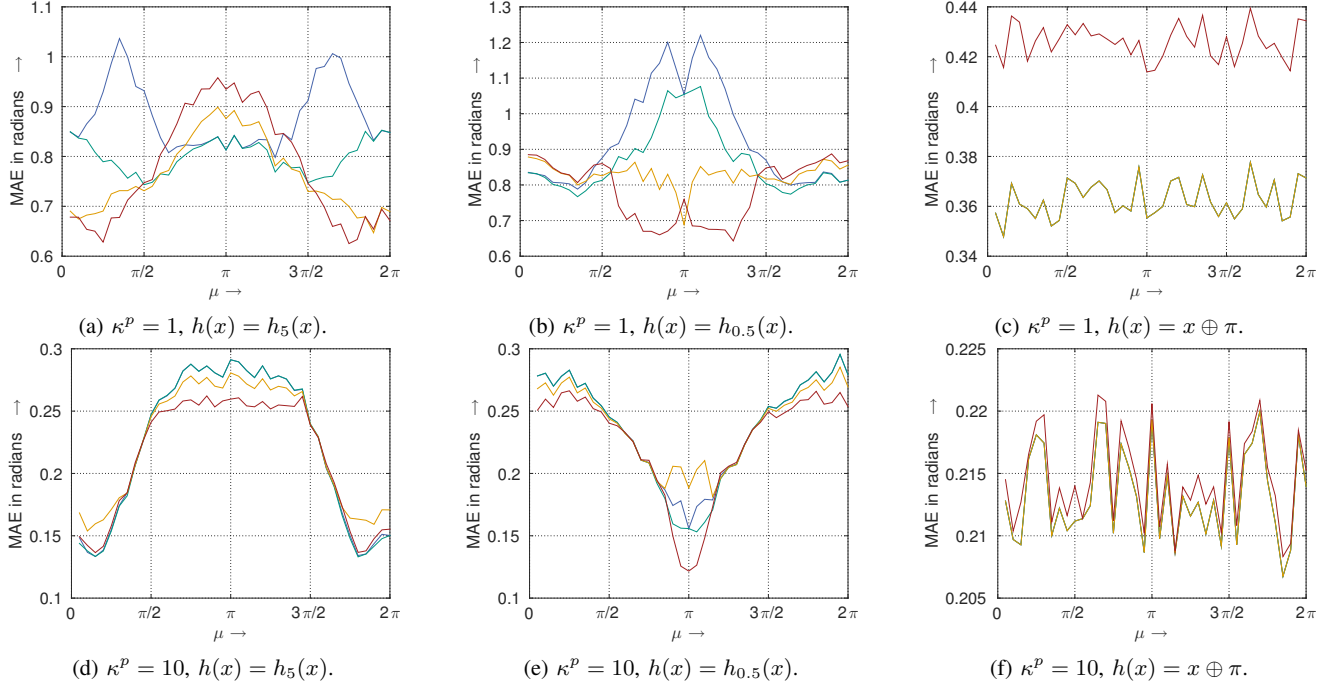 1.1
1
0.9
0.8
0.7
0.6
MAE in radians →
0 π/2 π 3π/2 2π
μ →
(a) κ^p = 1, h(x) = h_5(x).
1.3
1.2
1.1
1
0.9
0.8
0.7
0.6
MAE in radians →
0 π/2 π 3π/2 2π
μ →
(b) κ^p = 1, h(x) = h_{0.5}(x).
0.44
0.42
0.4
0.38
0.36
0.34
MAE in radians →
0 π/2 π 3π/2 2π
μ →
(c) κ^p = 1, h(x) = x ⊕ π.
0.3
0.25
0.2
0.15
0.1
MAE in radians →
0 π/2 π 3π/2 2π
μ →
(d) κ^p = 10, h(x) = h_5(x).
0.3
0.25
0.2
0.15
0.1
MAE in radians →
0 π/2 π 3π/2 2π
μ →
(e) κ^p = 10, h(x) = h_{0.5}(x).
0.225
0.22
0.215
0.21
0.205
MAE in radians →
0 π/2 π 3π/2 2π
μ →
(f) κ^p = 10, h(x) = x ⊕ π.